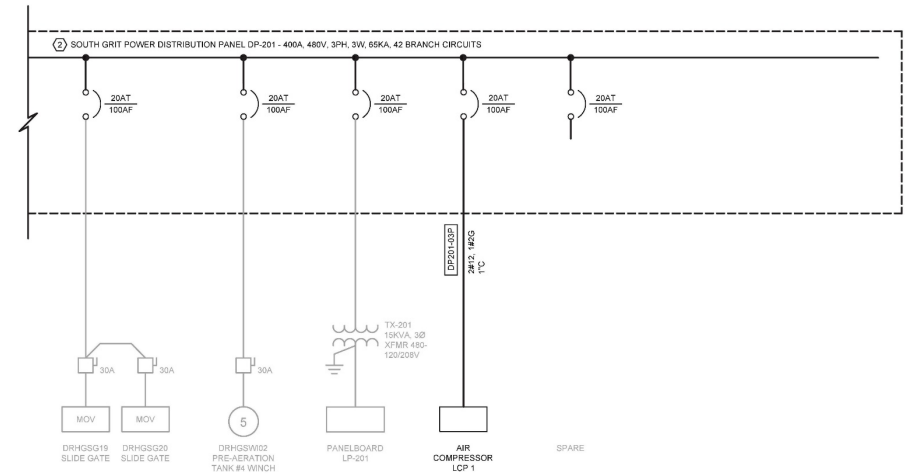 2 SOUTH GRIT POWER DISTRIBUTION PANEL DP-201 - 400A, 480V, 3PH, 3W, 65KA, 42 BRANCH CIRCUITS
20AT
100AF
20AT
100AF
20AT
100AF
20AT
100AF
20AT
100AF
DP201-03P
2#12, 1#2G
1"C
TX-201
15KVA, 3Ø
XFMR 480-
120/208V
30A
30A
30A
MOV
MOV
5
DRHGSG19
SLIDE GATE
DRHGSG20
SLIDE GATE
DRHGSWI02
PRE-AERATION
TANK #4 WINCH
PANELBOARD
LP-201
AIR
COMPRESSOR
LCP 1
SPARE